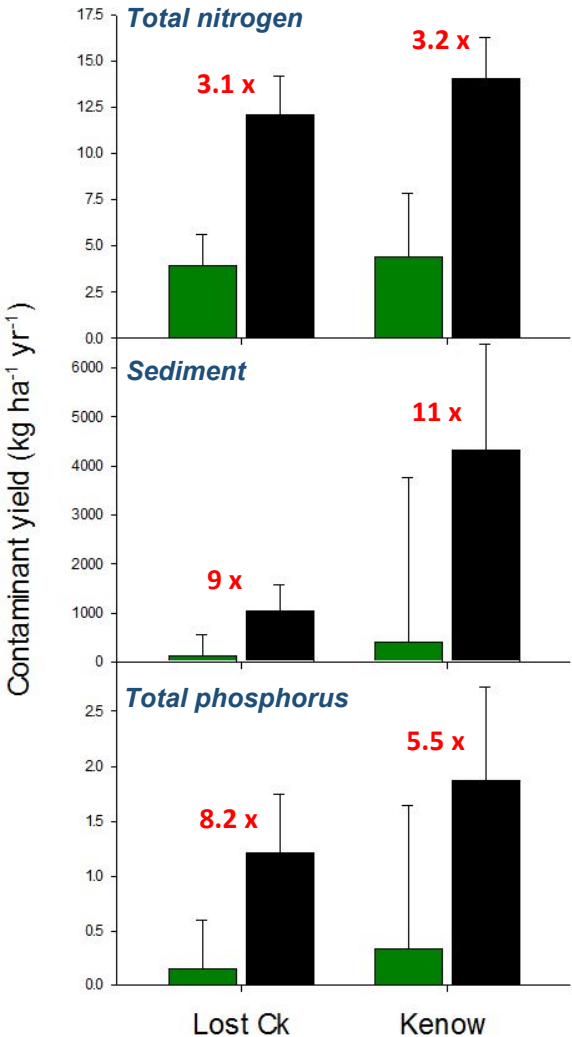 Total nitrogen
17.5
15.0
12.5
10.0
7.5
5.0
2.5
0.0
3.1 x
3.2 x
Sediment
6000
5000
4000
3000
2000
1000
0
9 x
11 x
Total phosphorus
2.5
2.0
1.5
1.0
0.5
0.0
8.2 x
5.5 x
Contaminant yield (kg ha⁻¹ yr⁻¹)
Lost Ck
Kenow